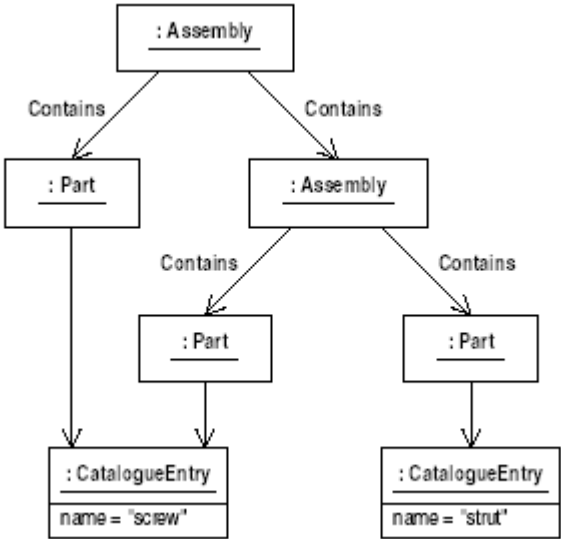 : Assembly
Contains
Contains
: Part
: Assembly
Contains
Contains
: Part
: Part
: CatalogueEntry
: CatalogueEntry
name = "screw"
name = "strut"